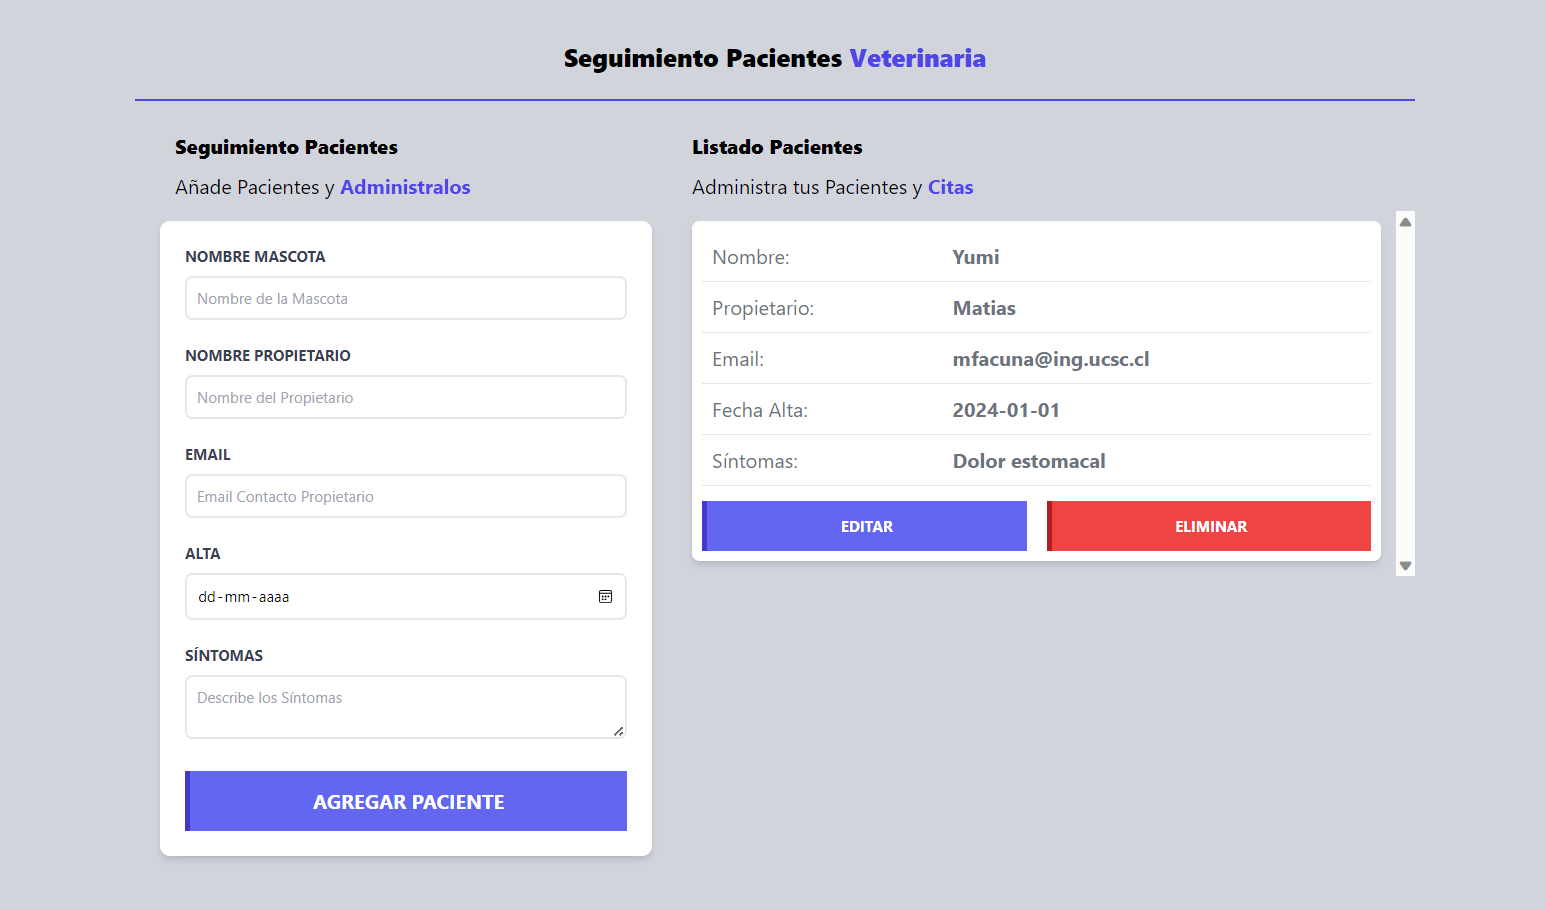 Seguimiento Pacientes Veterinaria
Seguimiento Pacientes
Añade Pacientes y Administralos
NOMBRE MASCOTA
Nombre de la Mascota
NOMBRE PROPIETARIO
Nombre del Propietario
EMAIL
Email Contacto Propietario
ALTA
dd-mm-aaaa
SÍNTOMAS
Describe los Síntomas
AGREGAR PACIENTE
Listado Pacientes
Administra tus Pacientes y Citas
Nombre: Yumi
Propietario: Matias
Email: mfacuna@ing.ucsc.cl
Fecha Alta: 2024-01-01
Síntomas: Dolor estomacal
EDITAR ELIMINAR